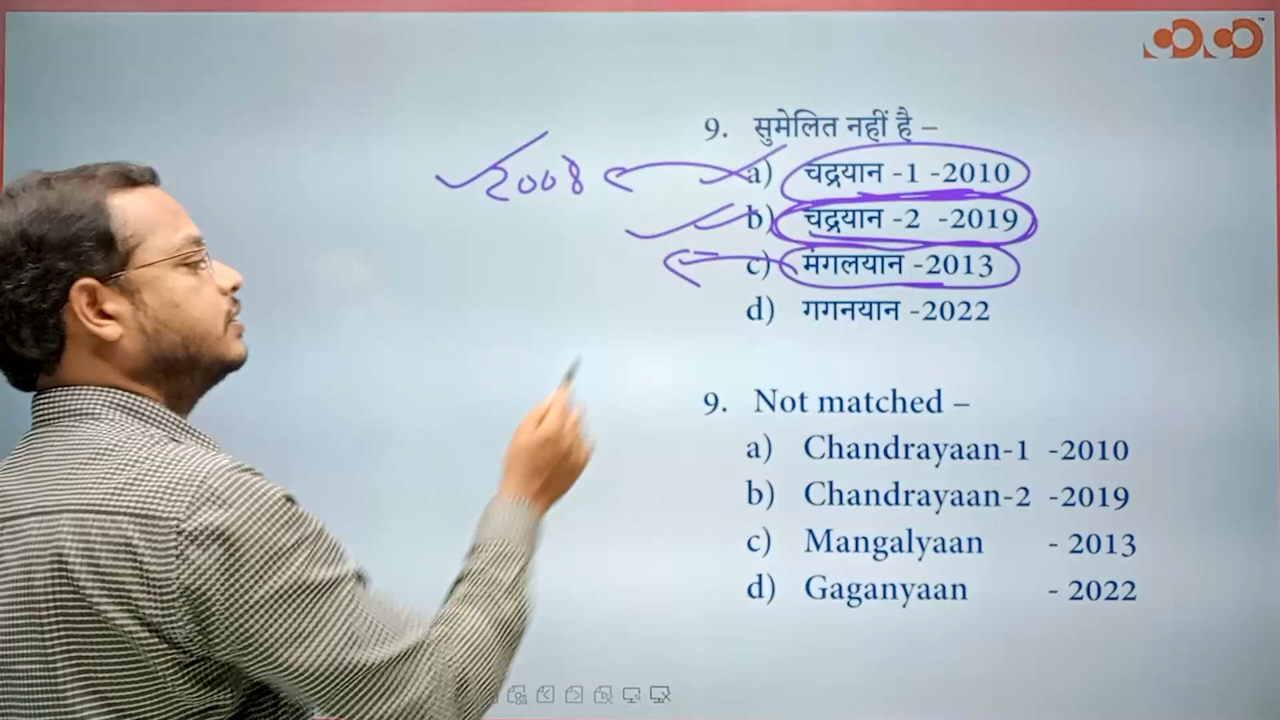 9. सुमेलित नहीं है –
2008
a) चद्रयान -1 -2010
b) चद्रयान -2 -2019
c) मंगलयान -2013
d) गगनयान -2022
9. Not matched –
a) Chandrayaan-1 -2010
b) Chandrayaan-2 -2019
c) Mangalyaan - 2013
d) Gaganyaan - 2022